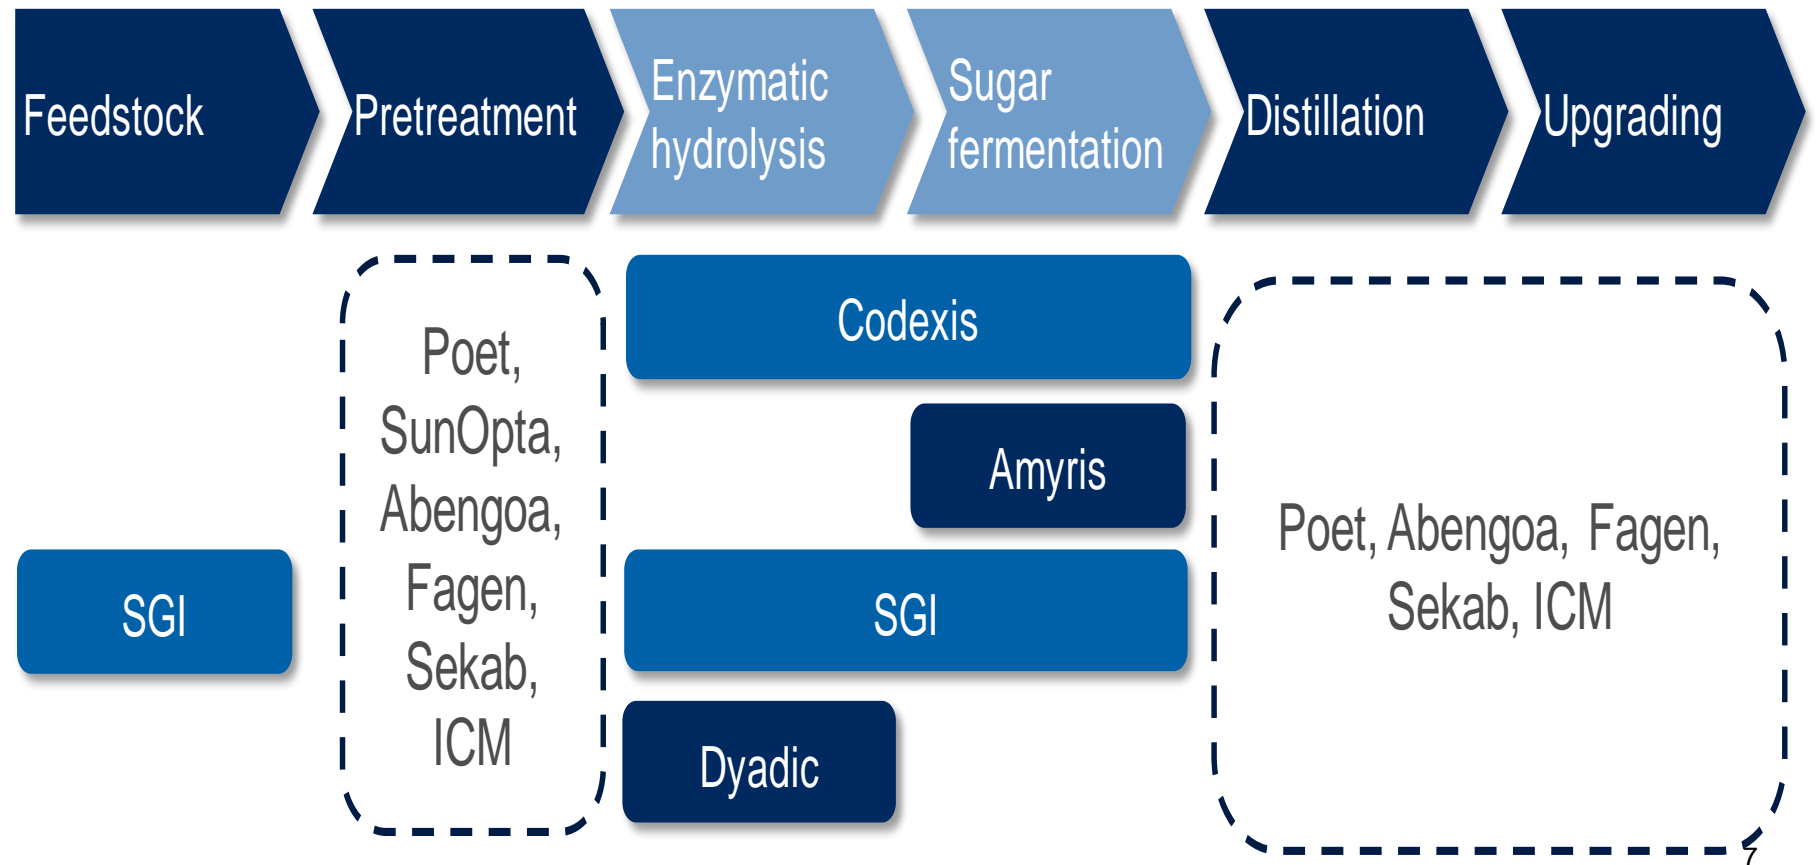 Feedstock
Pretreatment
Enzymatic
hydrolysis
Sugar
fermentation
Distillation
Upgrading
Poet,
SunOpta,
Abengoa,
Fagen,
Sekab,
ICM
Codexis
Amyris
SGI
SGI
Dyadic
Poet, Abengoa, Fagen,
Sekab, ICM
7